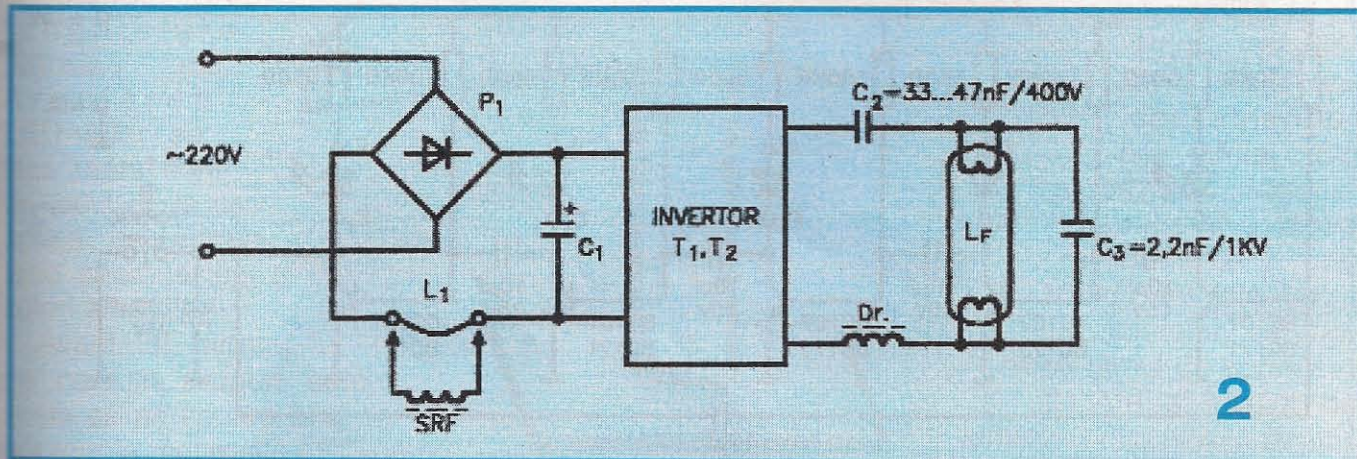 ~220V
P₁
L₁
SRF
+
C₁
INVERTOR
T₁.T₂
C₂=33...47nF/400V
LF
C₃=2,2nF/1KV
Dr.
2